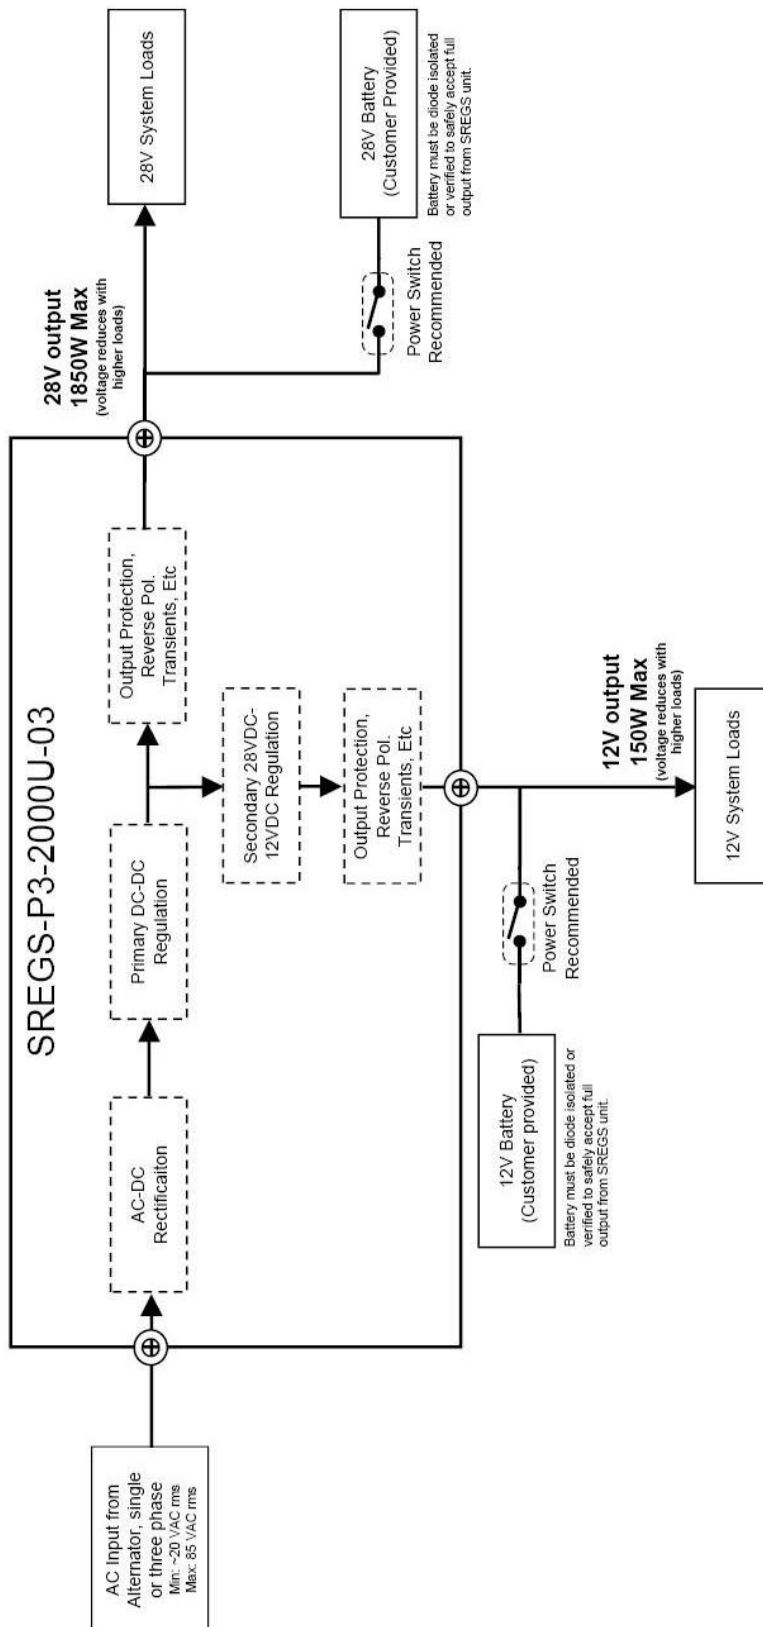 SREGS-P3-2000U-03
AC Input from
Alternator, single
or three phase
Min: ~20 VAC rms
Max: 85 VAC rms
AC-DC
Rectificaiton
Primary DC-DC
Regulation
Output Protection,
Reverse Pol.
Transients, Etc
Secondary 28VDC-
12VDC Regulation
Output Protection,
Reverse Pol.
Transients, Etc
28V output
1850W Max
(voltage reduces with
higher loads)
28V System Loads
Power Switch
Recommended
28V Battery
(Customer Provided)
Battery must be diode isolated
or verified to safely accept full
output from SREGS unit.
12V Battery
(Customer provided)
Battery must be diode isolated or
verified to safely accept full
output from SREGS unit.
Power Switch
Recommended
12V output
150W Max
(voltage reduces with
higher loads)
12V System Loads